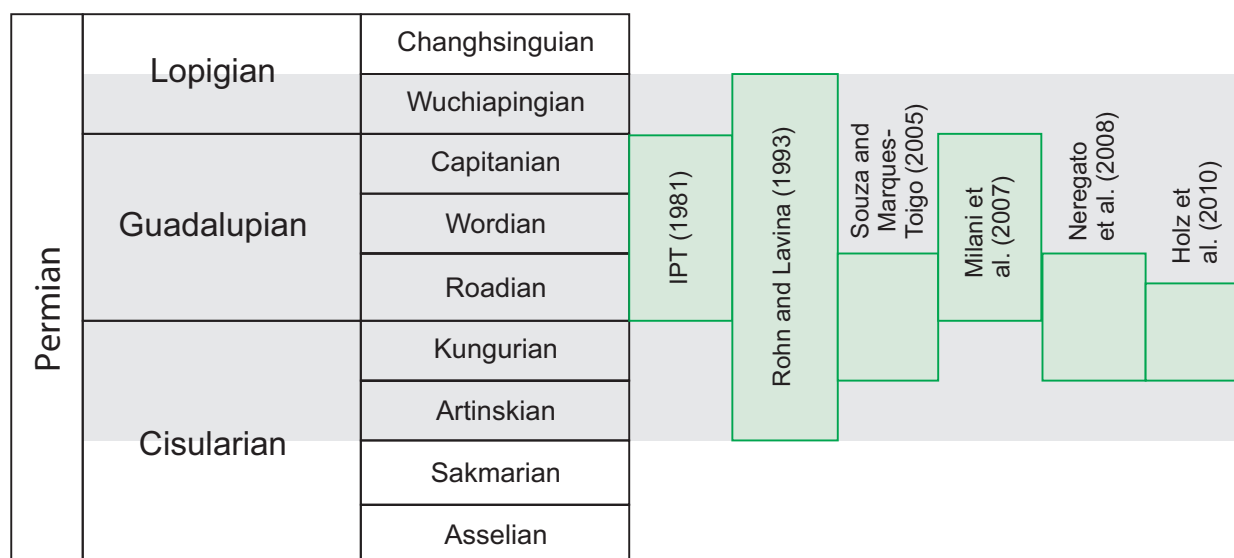 Permian
Lopigian
Guadalupian
Cisularian
Changhsinguian
Wuchiapingian
Capitanian
Wordian
Roadian
Kungurian
Artinskian
Sakmarian
Asselian
IPT (1981)
Rohn and Lavina (1993)
Souza and
Marques-
Toigo (2005)
Milani et
al. (2007)
Neregato
et al. (2008)
Holz et
al. (2010)